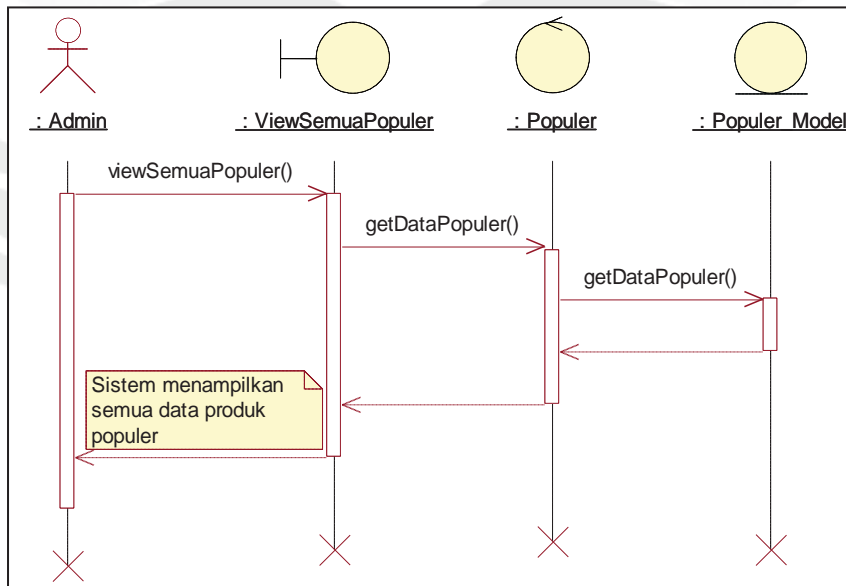 : Admin
: ViewSemuaPopuler
: Populer
: Populer_Model
viewSemuaPopuler()
getDataPopuler()
getDataPopuler()
Sistem menampilkan
semua data produk
populer